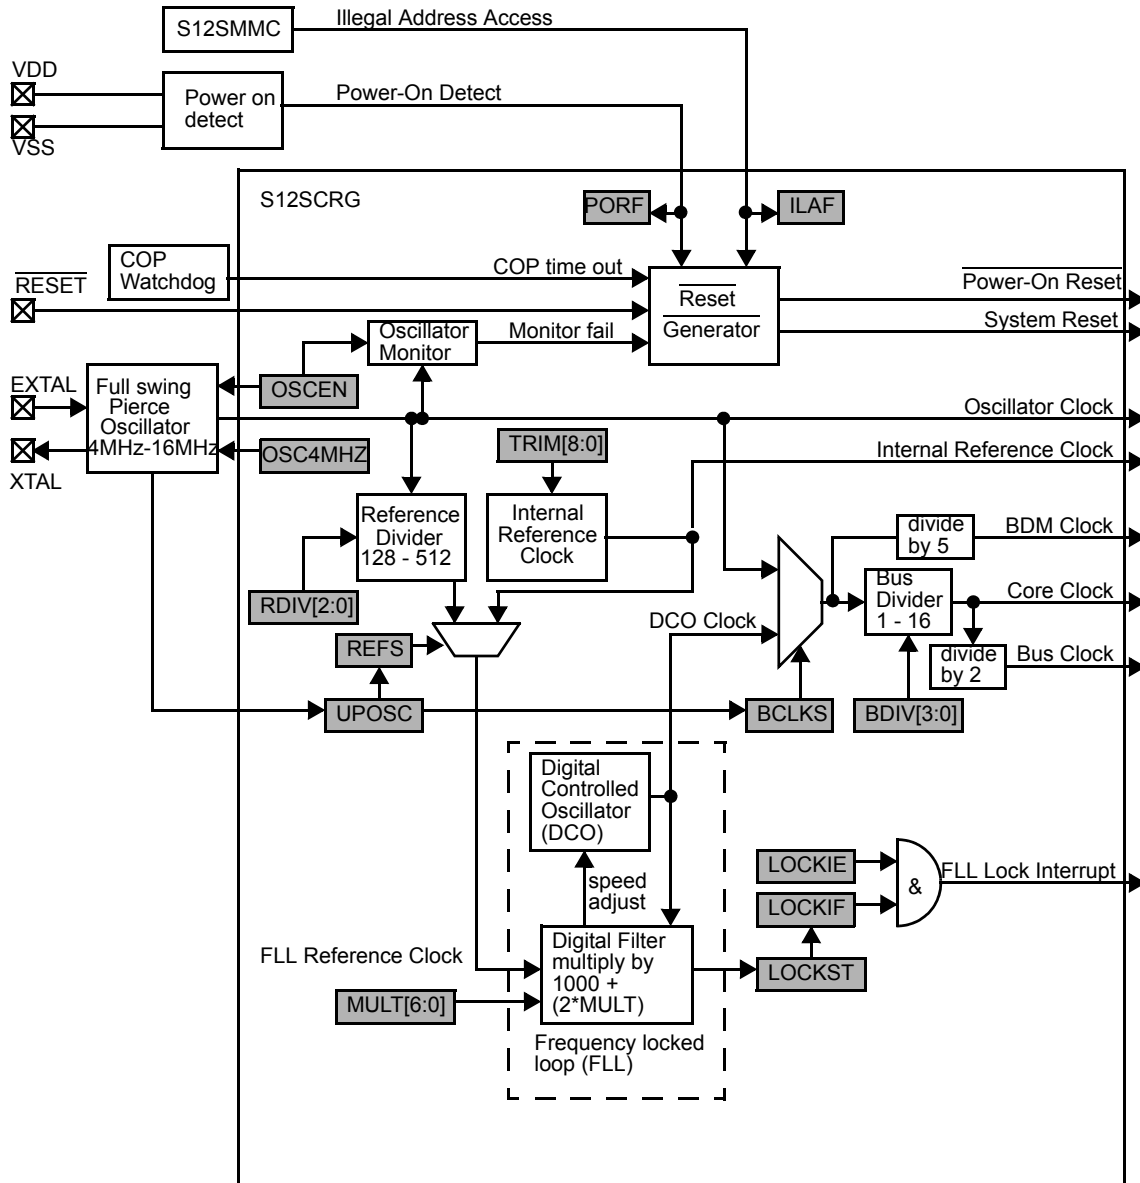 Illegal Address Access
S12SMMC
VDD
Power on
detect
Power-On Detect
VSS
S12SCRG
PORF
ILAF
COP
Watchdog
COP time out
RESET
Reset
Generator
Power-On Reset
System Reset
Oscillator
Monitor
Monitor fail
EXTAL
Full swing
Pierce
Oscillator
4MHz-16MHz
OSCEN
Oscillator Clock
XTAL
OSC4MHZ
TRIM[8:0]
Internal Reference Clock
Reference
Divider
128 - 512
Internal
Reference
Clock
divide
by 5
BDM Clock
RDIV[2:0]
Bus
Divider
1 - 16
Core Clock
DCO Clock
REFS
divide
by 2
Bus Clock
UPOSC
BCLKS
BDIV[3:0]
Digital
Controlled
Oscillator
(DCO)
speed
adjust
LOCKIE
LOCKIF
&
FLL Lock Interrupt
FLL Reference Clock
Digital Filter
multiply by
1000 +
(2*MULT)
LOCKST
MULT[6:0]
Frequency locked
loop (FLL)